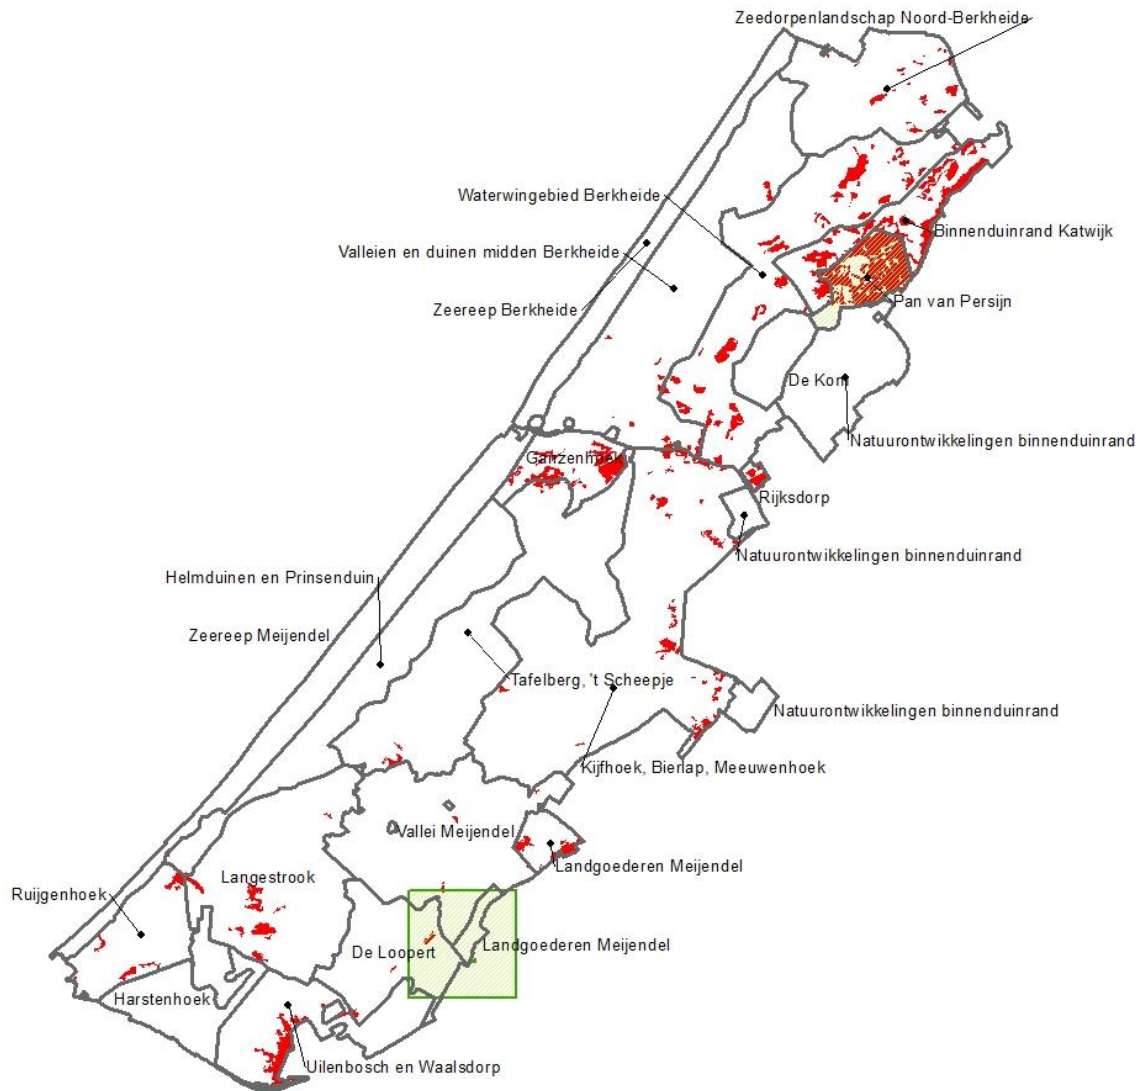 Zeedorpenlandschap Noord-Berkheide
Waterwingebied Berkheide
Binnenduinrand Katwijk
Valleien en duinen midden Berkheide
Pan van Persijn
Zeereep Berkheide
De Kom
Natuurontwikkelingen binnenduinrand
Ganzenhoek
Rijksdorp
Natuurontwikkelingen binnenduinrand
Helmduinen en Prinsenduin
Zeereep Meijendel
Tafelberg, 't Scheepje
Natuurontwikkelingen binnenduinrand
Kijfhoek, Bierlap, Meeuwenhoek
Vallei Meijendel
Landgoederen Meijendel
Langestrook
Ruijgenhoek
Landgoederen Meijendel
De Loopert
Harstenhoek
Uilenbosch en Waalsdorp